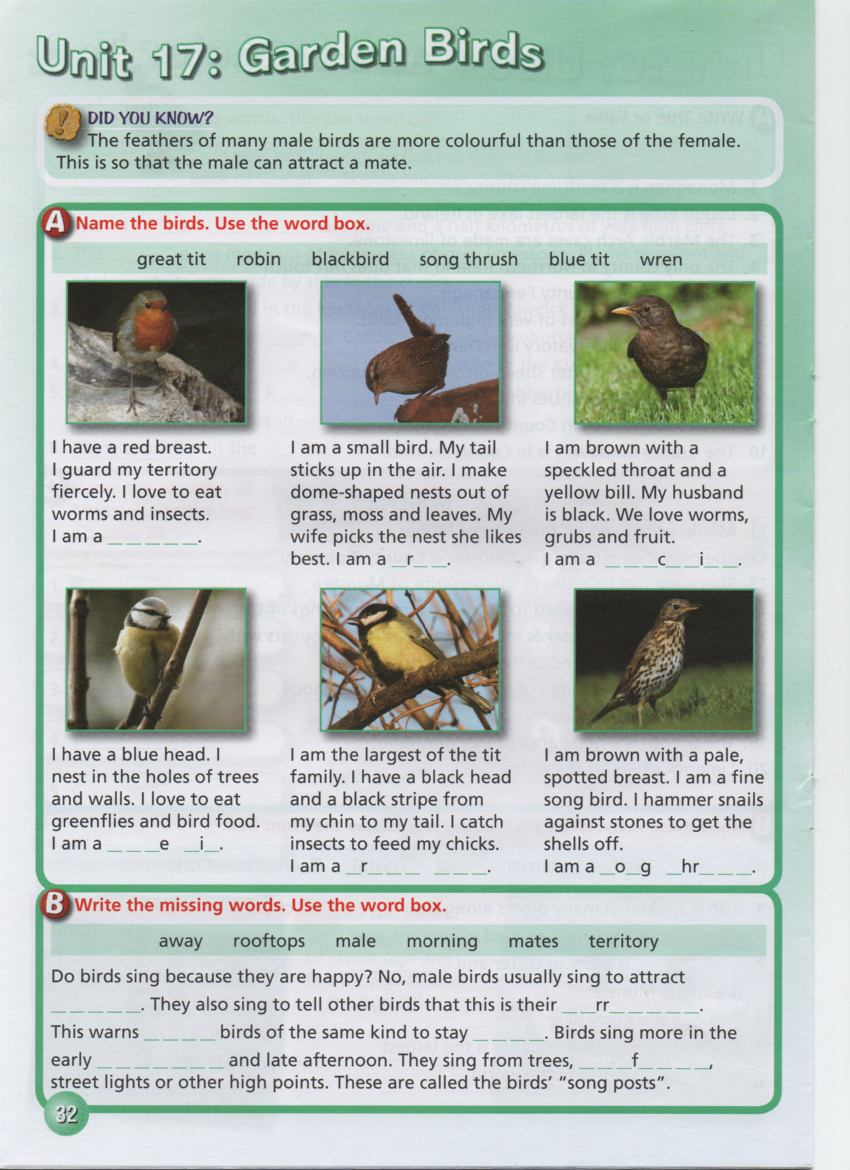 Unit 17: Garden Birds
DID YOU KNOW?
The feathers of many male birds are more colourful than those of the female.
This is so that the male can attract a mate.
A Name the birds. Use the word box.
great tit robin blackbird song thrush blue tit wren
I have a red breast.
I guard my territory
fiercely. I love to eat
worms and insects.
I am a _ _ _ _ _.
I am a small bird. My tail
sticks up in the air. I make
dome-shaped nests out of
grass, moss and leaves. My
wife picks the nest she likes
best. I am a _r_ _.
I am brown with a
speckled throat and a
yellow bill. My husband
is black. We love worms,
grubs and fruit.
I am a _ _ _c_ _i_ _.
I have a blue head. I
nest in the holes of trees
and walls. I love to eat
greenflies and bird food.
I am a _ _ _e _i_.
I am the largest of the tit
family. I have a black head
and a black stripe from
my chin to my tail. I catch
insects to feed my chicks.
I am a _r_ _ _ _ _ _.
I am brown with a pale,
spotted breast. I am a fine
song bird. I hammer snails
against stones to get the
shells off.
I am a _o_g _hr_ _ _.
B Write the missing words. Use the word box.
away rooftops male morning mates territory
Do birds sing because they are happy? No, male birds usually sing to attract
_ _ _ _ _. They also sing to tell other birds that this is their _ _rr_ _ _ _ _.
This warns _ _ _ _ birds of the same kind to stay _ _ _ _. Birds sing more in the
early _ _ _ _ _ _ _ and late afternoon. They sing from trees, _ _ _f_ _ _ _,
street lights or other high points. These are called the birds' "song posts".
32